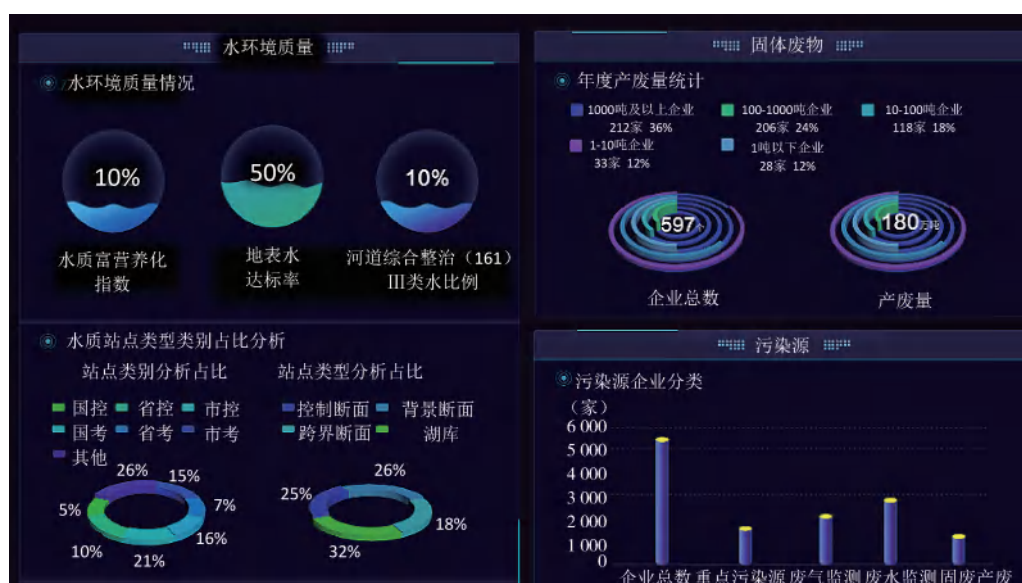 水环境质量
水环境质量情况
10%
50%
10%
水质富营养化
指数
地表水
达标率
河道综合整治（161）
III类水比例
水质站点类型类别占比分析
站点类别分析占比
国控 省控 市控
国考 省考 市考
其他
26%
15%
7%
16%
21%
10%
5%
站点类型分析占比
控制断面 背景断面
跨界断面 湖库
26%
18%
32%
25%
固体废物
年度产废量统计
1000吨及以上企业
212家 36%
100-1000吨企业
206家 24%
10-100吨企业
118家 18%
1-10吨企业
33家 12%
1吨以下企业
28家 12%
597个
企业总数
180万吨
产废量
污染源
污染源企业分类
（家）
6 000
5 000
4 000
3 000
2 000
1 000
0
企业总数 重点污染源 废气监测 废水监测 固废产废